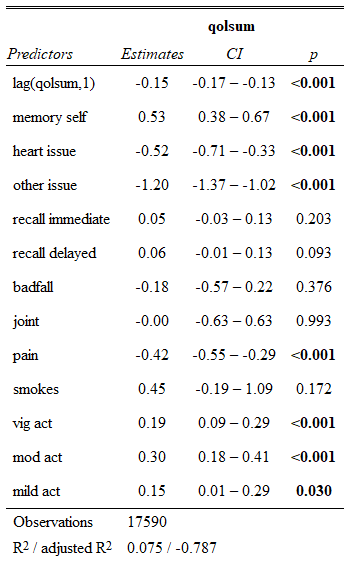 qolsum
Predictors Estimates CI p
lag(qolsum,1) -0.15 -0.17 – -0.13 <0.001
memory self 0.53 0.38 – 0.67 <0.001
heart issue -0.52 -0.71 – -0.33 <0.001
other issue -1.20 -1.37 – -1.02 <0.001
recall immediate 0.05 -0.03 – 0.13 0.203
recall delayed 0.06 -0.01 – 0.13 0.093
badfall -0.18 -0.57 – 0.22 0.376
joint -0.00 -0.63 – 0.63 0.993
pain -0.42 -0.55 – -0.29 <0.001
smokes 0.45 -0.19 – 1.09 0.172
vig act 0.19 0.09 – 0.29 <0.001
mod act 0.30 0.18 – 0.41 <0.001
mild act 0.15 0.01 – 0.29 0.030
Observations 17590
R2 / adjusted R2 0.075 / -0.787